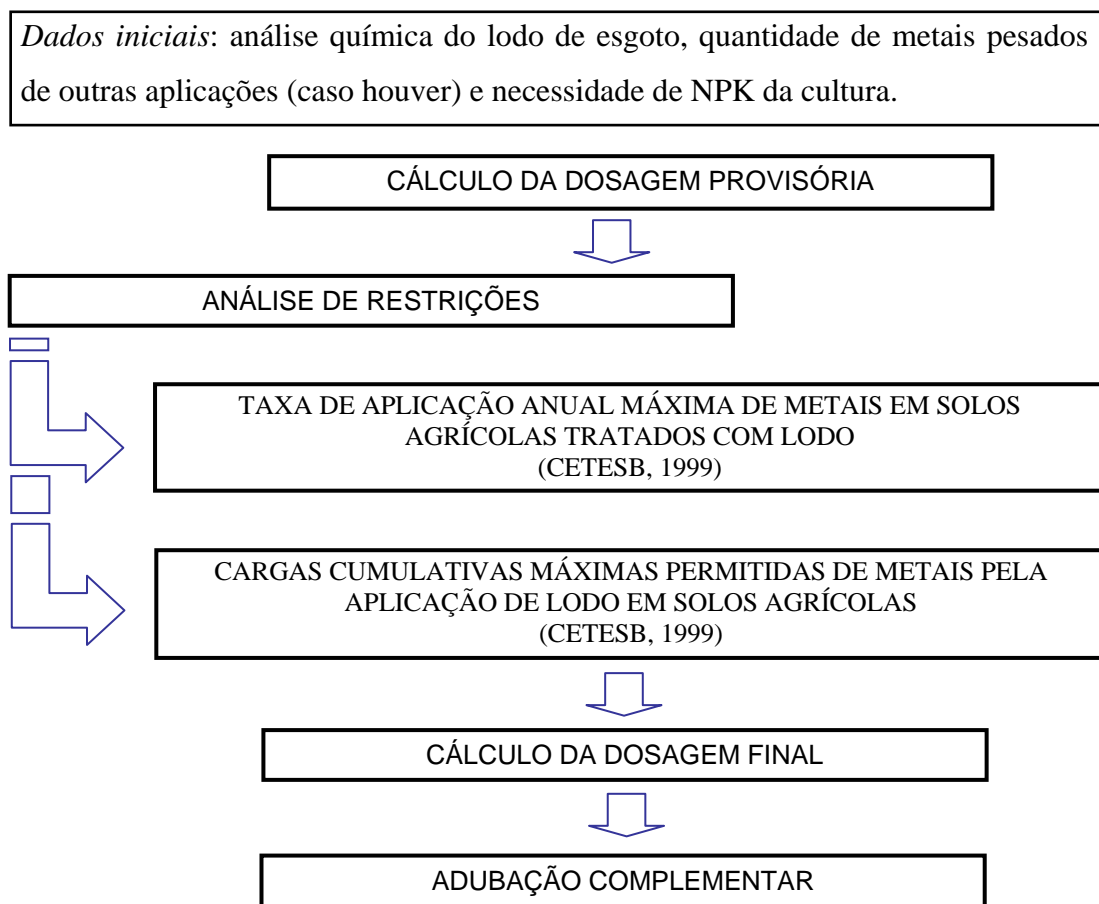 Dados iniciais: análise química do lodo de esgoto, quantidade de metais pesados
de outras aplicações (caso houver) e necessidade de NPK da cultura.
CÁLCULO DA DOSAGEM PROVISÓRIA
ANÁLISE DE RESTRIÇÕES
TAXA DE APLICAÇÃO ANUAL MÁXIMA DE METAIS EM SOLOS
AGRÍCOLAS TRATADOS COM LODO
(CETESB, 1999)
CARGAS CUMULATIVAS MÁXIMAS PERMITIDAS DE METAIS PELA
APLICAÇÃO DE LODO EM SOLOS AGRÍCOLAS
(CETESB, 1999)
CÁLCULO DA DOSAGEM FINAL
ADUBAÇÃO COMPLEMENTAR